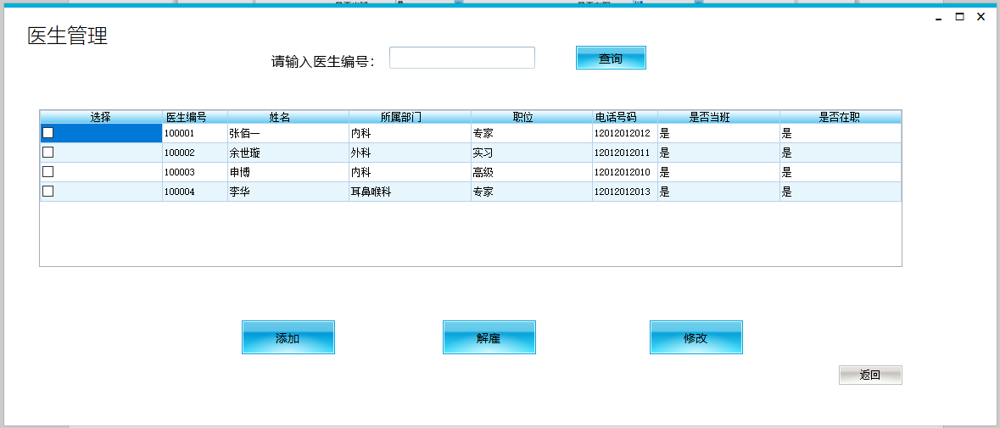 医生管理
请输入医生编号： 查询
选择 医生编号 姓名 所属部门 职位 电话号码 是否当班 是否在职
100001 张佰一 内科 专家 12012012012 是 是
100002 余世璇 外科 实习 12012012011 是 是
100003 申博 内科 高级 12012012010 是 是
100004 李华 耳鼻喉科 专家 12012012013 是 是
添加 解雇 修改
返回